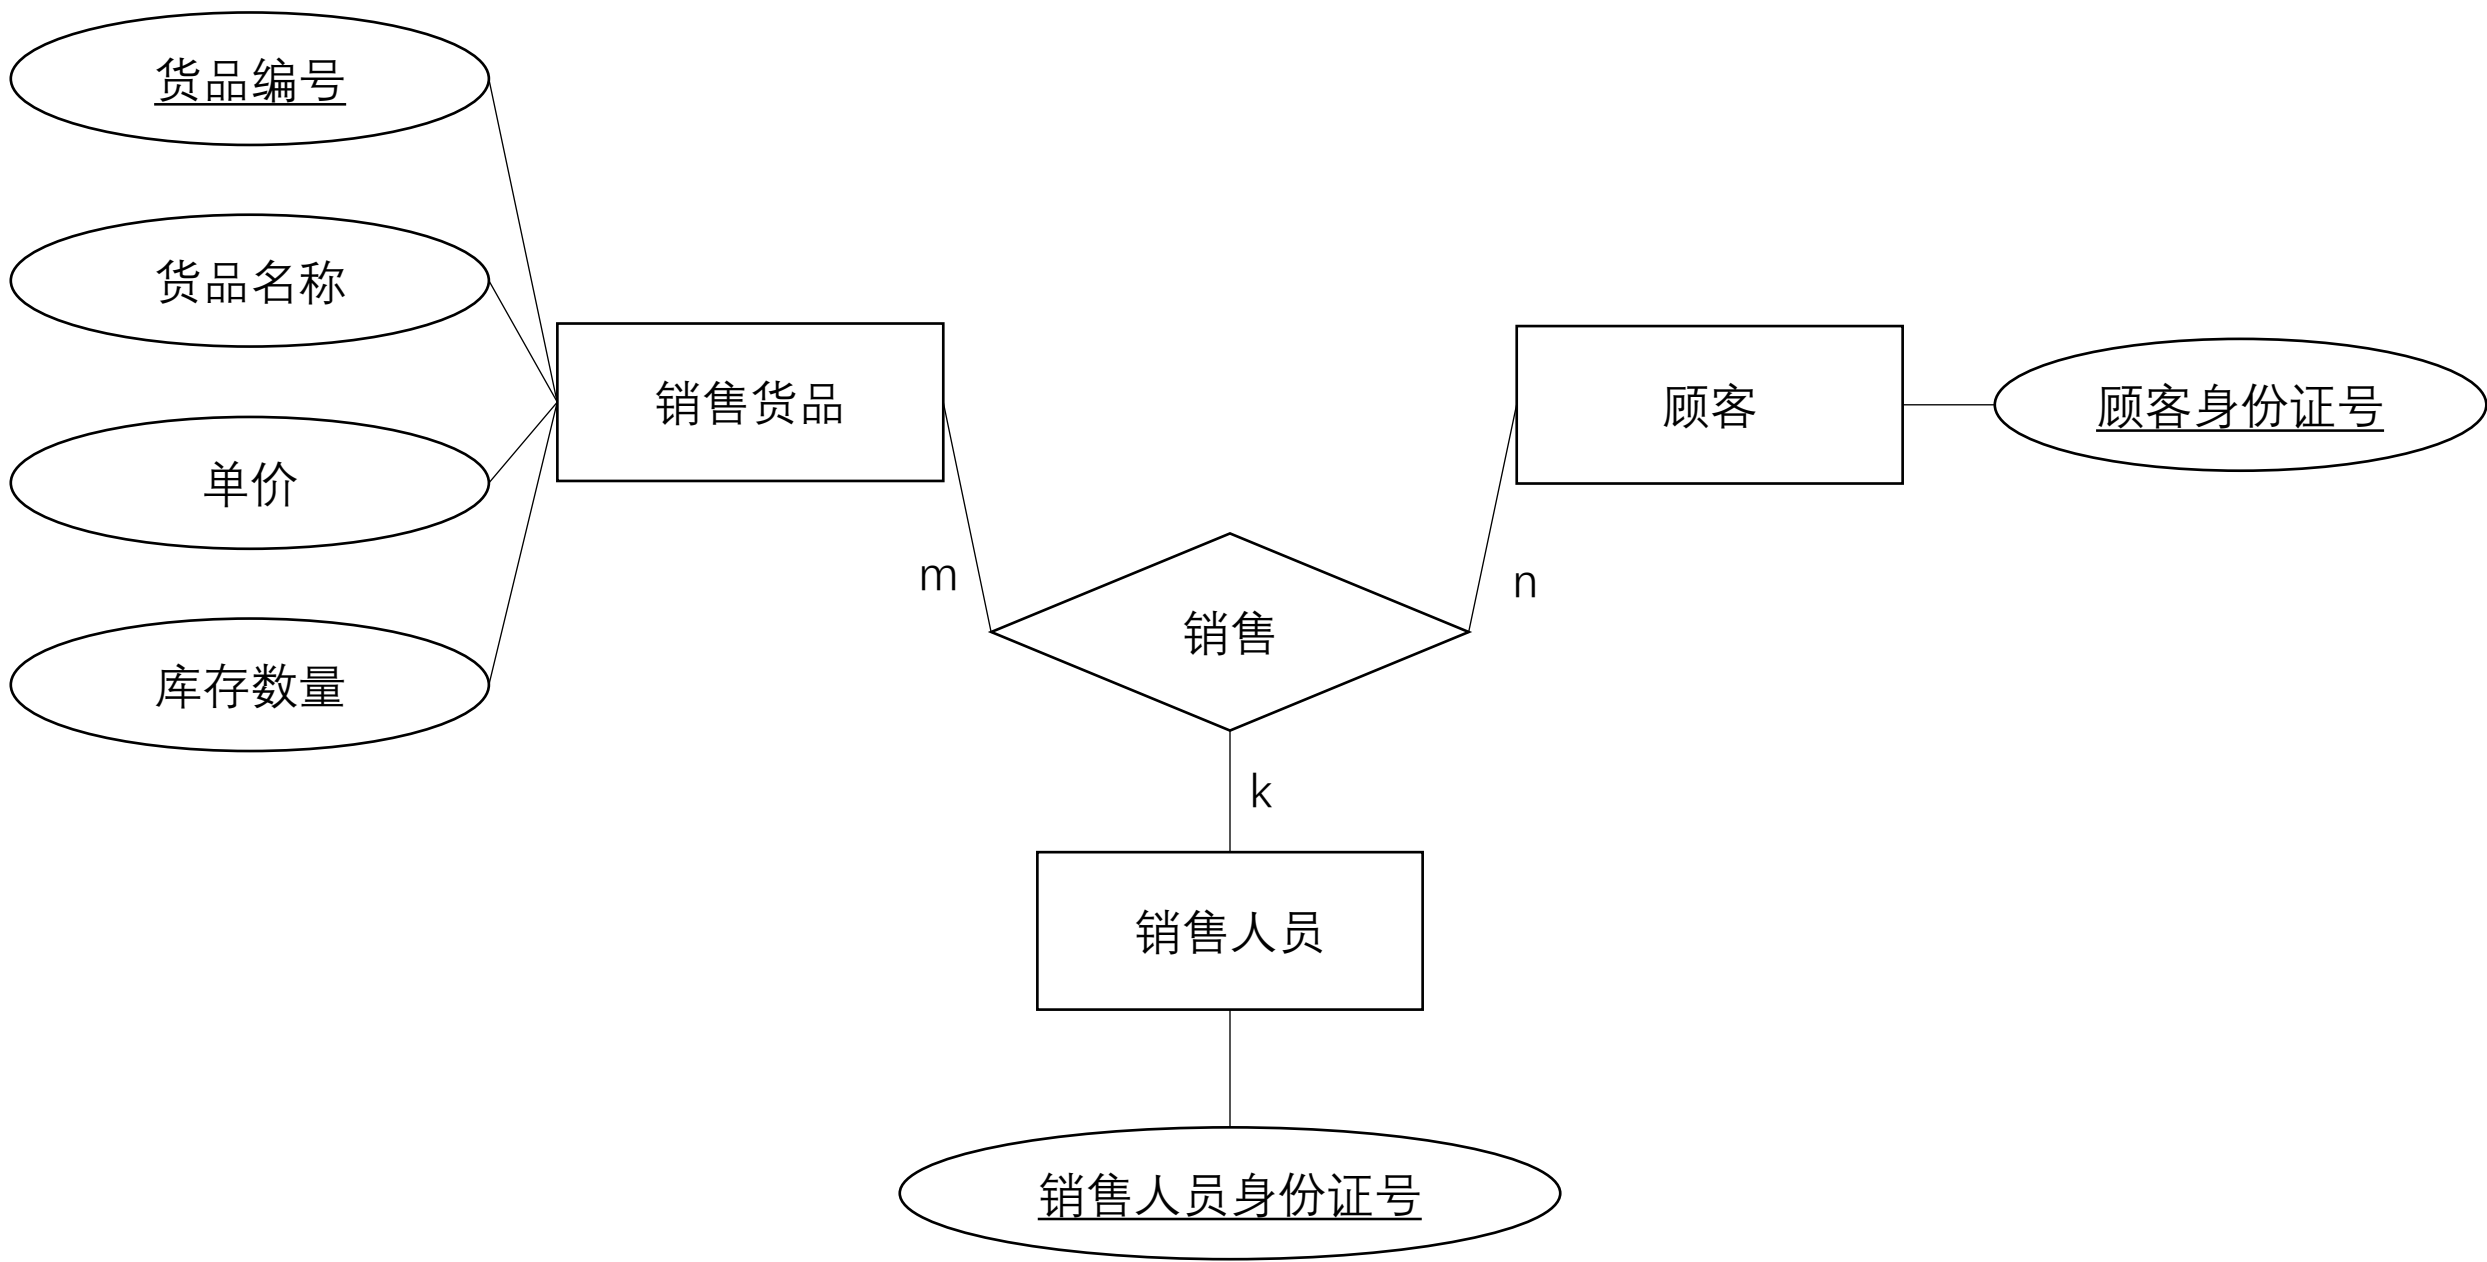 货品编号
货品名称
单价
库存数量
销售货品
顾客
顾客身份证号
m
n
销售
k
销售人员
销售人员身份证号